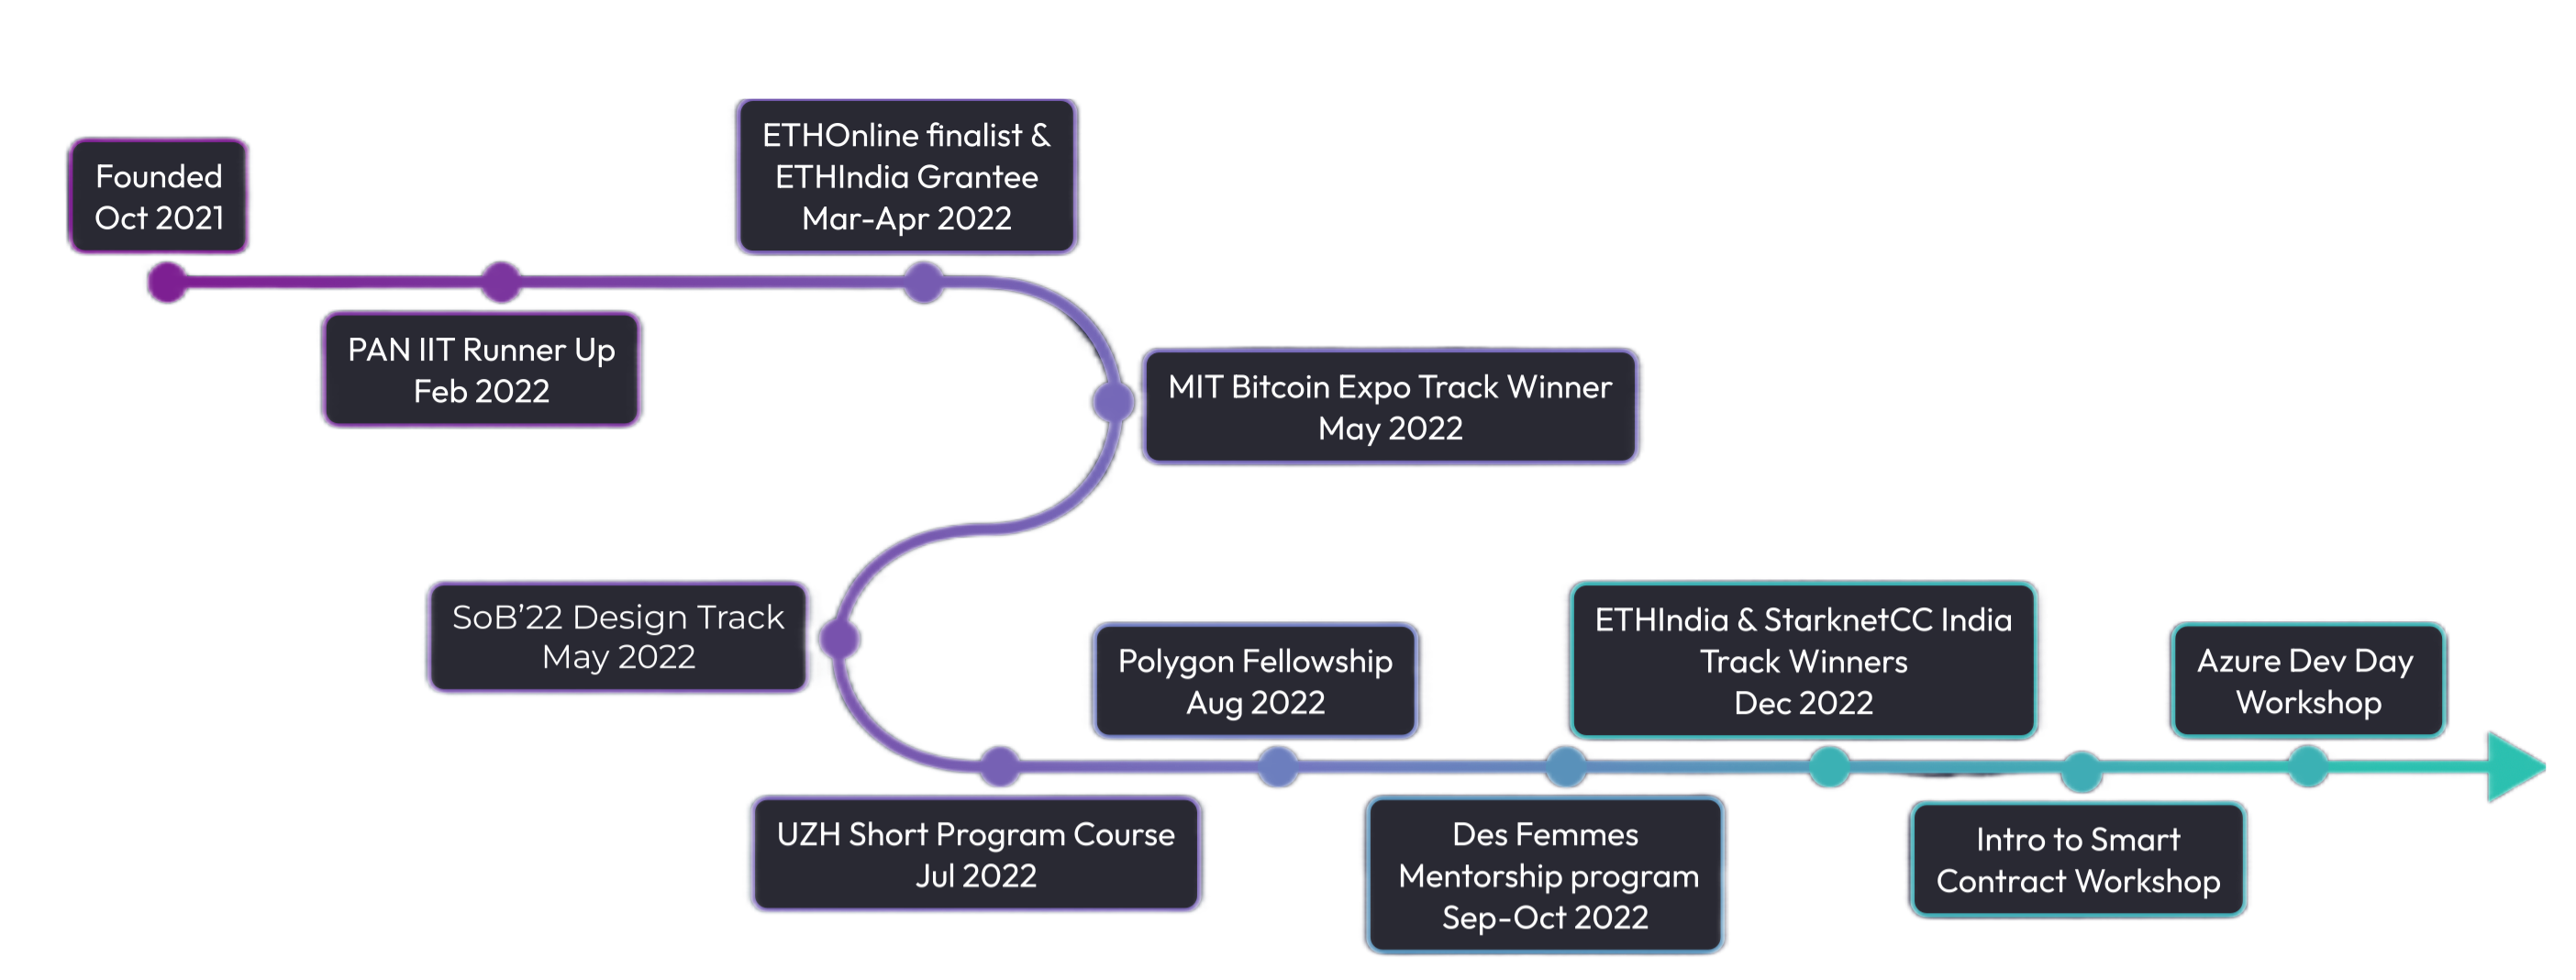 Founded
Oct 2021
PAN IIT Runner Up
Feb 2022
ETHOnline finalist &
ETHIndia Grantee
Mar-Apr 2022
MIT Bitcoin Expo Track Winner
May 2022
SoB'22 Design Track
May 2022
UZH Short Program Course
Jul 2022
Polygon Fellowship
Aug 2022
Des Femmes
Mentorship program
Sep-Oct 2022
ETHIndia & StarknetCC India
Track Winners
Dec 2022
Intro to Smart
Contract Workshop
Azure Dev Day
Workshop